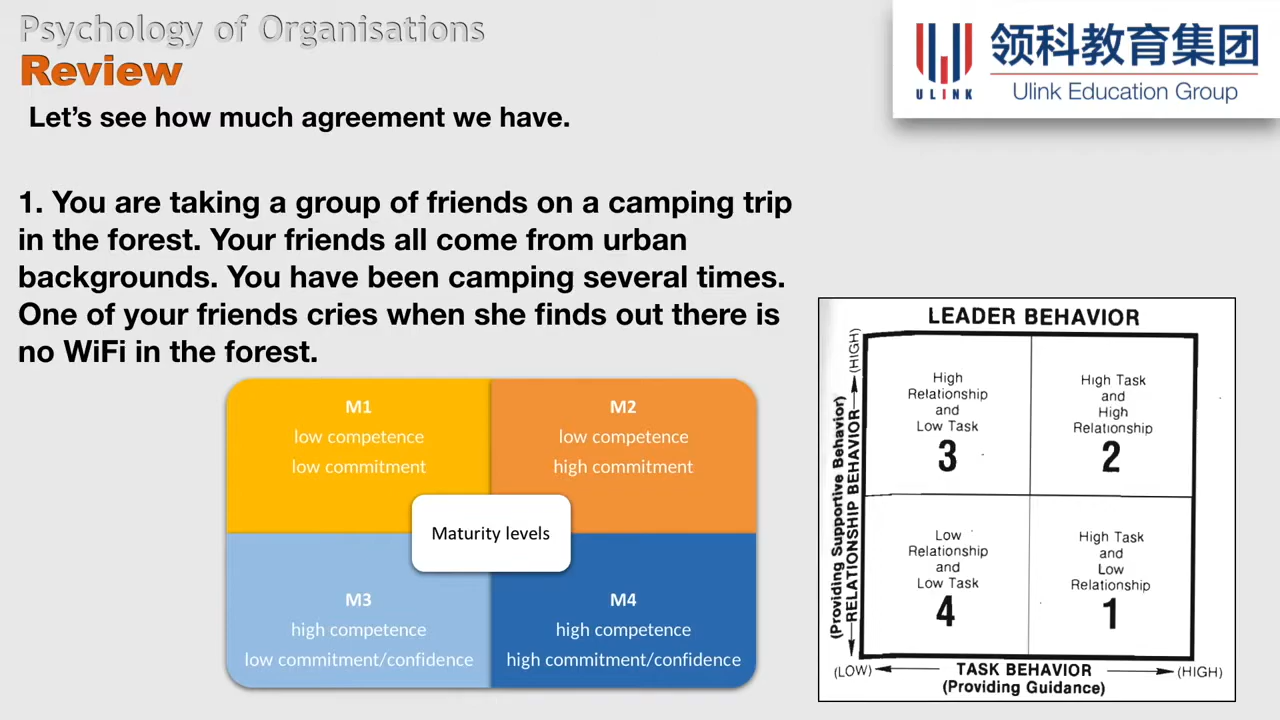 Psychology of Organisations
Review
Let's see how much agreement we have.
领科教育集团
ULINK
Ulink Education Group
1. You are taking a group of friends on a camping trip
in the forest. Your friends all come from urban
backgrounds. You have been camping several times.
One of your friends cries when she finds out there is
no WiFi in the forest.
M1
low competence
low commitment
M2
low competence
high commitment
Maturity levels
M3
high competence
low commitment/confidence
M4
high competence
high commitment/confidence
LEADER BEHAVIOR
(HIGH)
RELATIONSHIP BEHAVIOR
(Providing Supportive Behavior)
High
Relationship
and
Low Task
3
High Task
and
High
Relationship
2
Low
Relationship
and
Low Task
4
High Task
and
Low
Relationship
1
(LOW)
TASK BEHAVIOR
(HIGH)
(Providing Guidance)